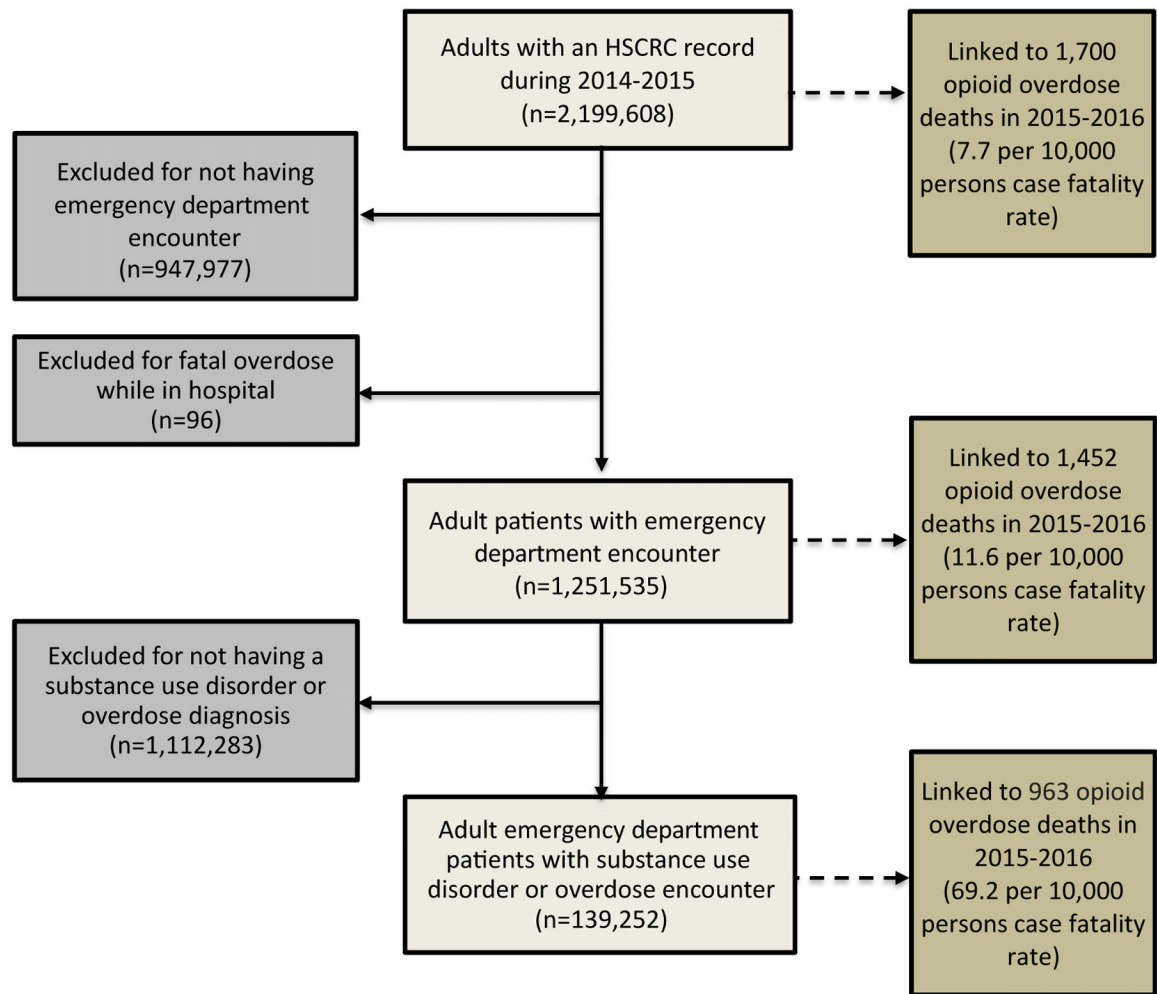 Adults with an HSCRC record
during 2014-2015
(n=2,199,608)
Linked to 1,700
opioid overdose
deaths in 2015-2016
(7.7 per 10,000
persons case fatality
rate)
Excluded for not having
emergency department
encounter
(n=947,977)
Excluded for fatal overdose
while in hospital
(n=96)
Adult patients with emergency
department encounter
(n=1,251,535)
Linked to 1,452
opioid overdose
deaths in 2015-2016
(11.6 per 10,000
persons case fatality
rate)
Excluded for not having a
substance use disorder or
overdose diagnosis
(n=1,112,283)
Adult emergency department
patients with substance use
disorder or overdose encounter
(n=139,252)
Linked to 963 opioid
overdose deaths in
2015-2016
(69.2 per 10,000
persons case fatality
rate)